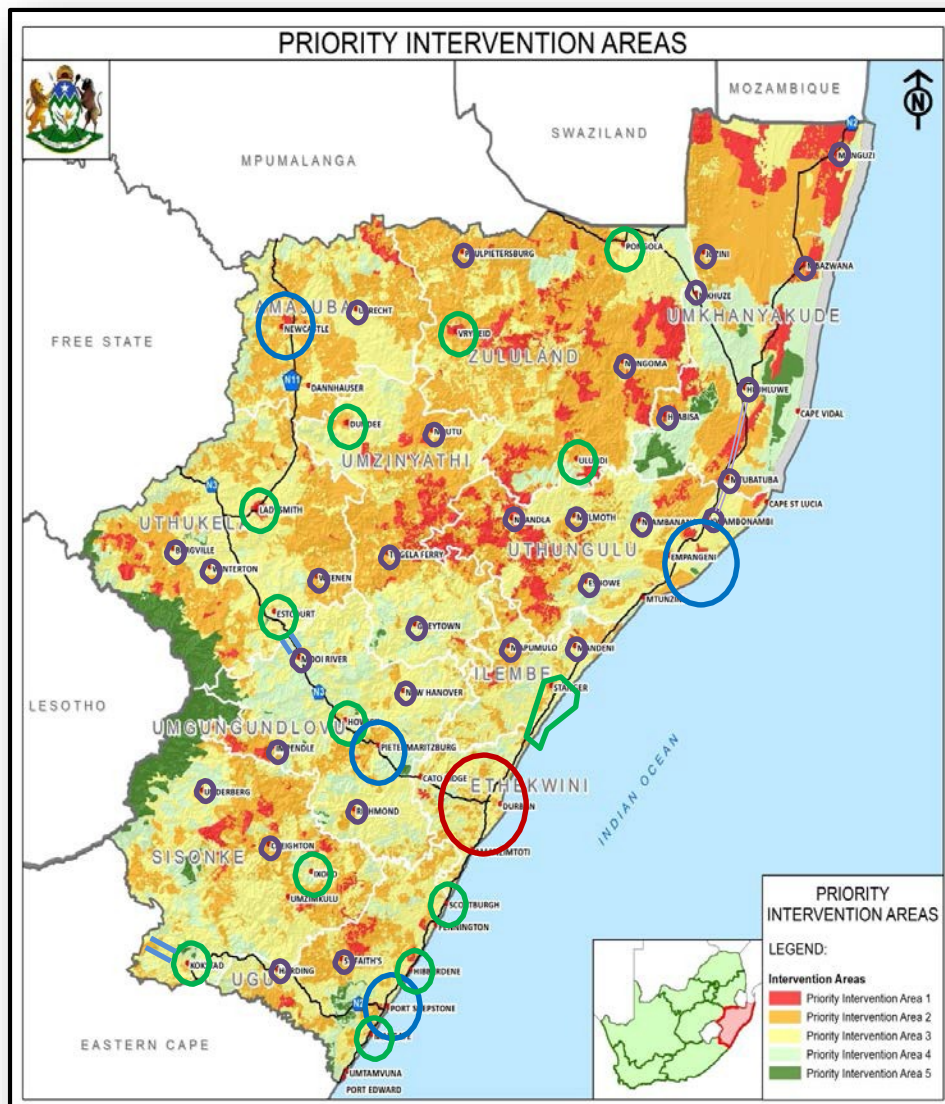 PRIORITY INTERVENTION AREAS
MOZAMBIQUE
N
SWAZILAND
N2
MPUMALANGA
PONGOLA
PAULPIETERSBURG
JOZINI
AMAJUBA
UTRECHT
MKHUZE
UMKHANYAKUDE
NEWCASTLE
VRYHEID
FREE STATE
ZULULAND
NONGOMA
N11
DANNHAUSER
HLUHLUWE
HLABISA
CAPE VIDAL
DUNDEE
NQUTU
UMZINYATHI
ULUNDI
MTUBATUBA
N3
LADYSMITH
CAPE ST LUCIA
UTHUKELA
NKANDLA
MELMOTH
UTHUNGULU
BERGVILLE
WINTERTON
TUGELA FERRY
EMPANGENI
WEENEN
ESHOWE
ESTCOURT
GREYTOWN
MOOI RIVER
MAPUMULO
MANDENI
ILEMBE
STANGER
LESOTHO
N3
NEW HANOVER
UMGUNGUNDLOVU
HOWICK
IMPENDLE
PIETERMARITZBURG
CATO RIDGE
ETHEKWINI
INDIAN OCEAN
UNDERBERG
RICHMOND
DURBAN
SISONKE
CREIGHTON
IXOPO
UMZIMKULU
SCOTTBURGH
PENNINGTON
KOKSTAD
UGU
HARDING
ST FAITH'S
HIBBERDENE
N2
PORT SHEPSTONE
EASTERN CAPE
UMTAMVUNA
PORT EDWARD
PRIORITY
INTERVENTION AREAS
LEGEND:
Intervention Areas
Priority Intervention Area 1
Priority Intervention Area 2
Priority Intervention Area 3
Priority Intervention Area 4
Priority Intervention Area 5